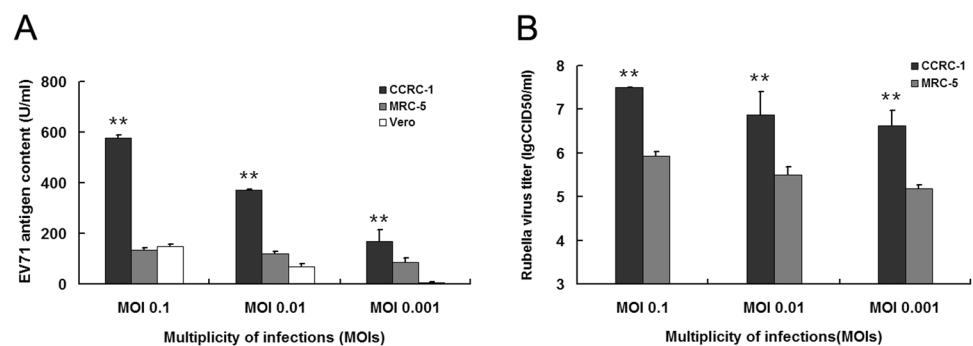 A
EV71 antigen content (U/ml)
800
600
400
200
0
**
**
**
CCRC-1
MRC-5
Vero
MOI 0.1
MOI 0.01
MOI 0.001
Multiplicity of infections (MOIs)
B
Rubella virus titer (lgCCID50/ml)
8
7
6
5
4
3
**
**
**
CCRC-1
MRC-5
MOI 0.1
MOI 0.01
MOI 0.001
Multiplicity of infections(MOIs)